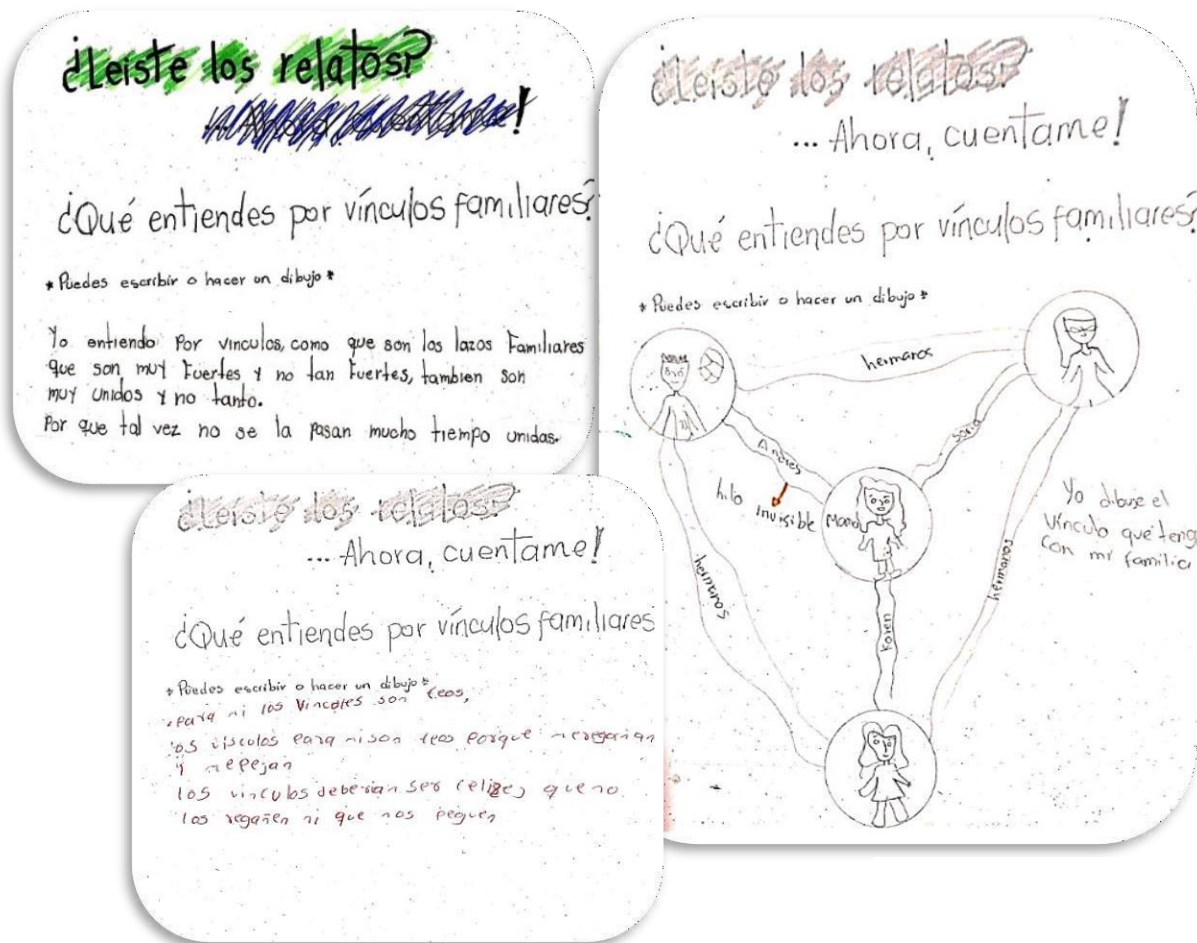 ¿Leiste los relatos?
!
¿Qué entiendes por vínculos familiares?
* Puedes escribir o hacer un dibujo *
Yo entiendo Por vinculos, como que son los lazos Familiares
que son muy Fuertes y no tan Fuertes, tambien son
muy unidos y no tanto.
Por que tal vez no se la pasan mucho tiempo unidas.
¿Leiste los relatos?
... Ahora, cuentame!
¿Qué entiendes por vínculos familiares?
* Puedes escribir o hacer un dibujo *
hermanos
Andres
Sofia
hilo invisible
hermanos
Karen
hermanos
Yo dibuje el
Vinculo que teng
con mi familia
¿Leiste los relatos?
... Ahora, cuentame!
¿Qué entiendes por vínculos familiares
* Puedes escribir o hacer un dibujo *
para mi los son feos,
para mi son feos porque me regañan
y me pejan
los vinculos deberian ser felizes que no
los regañen ni que nos peguen